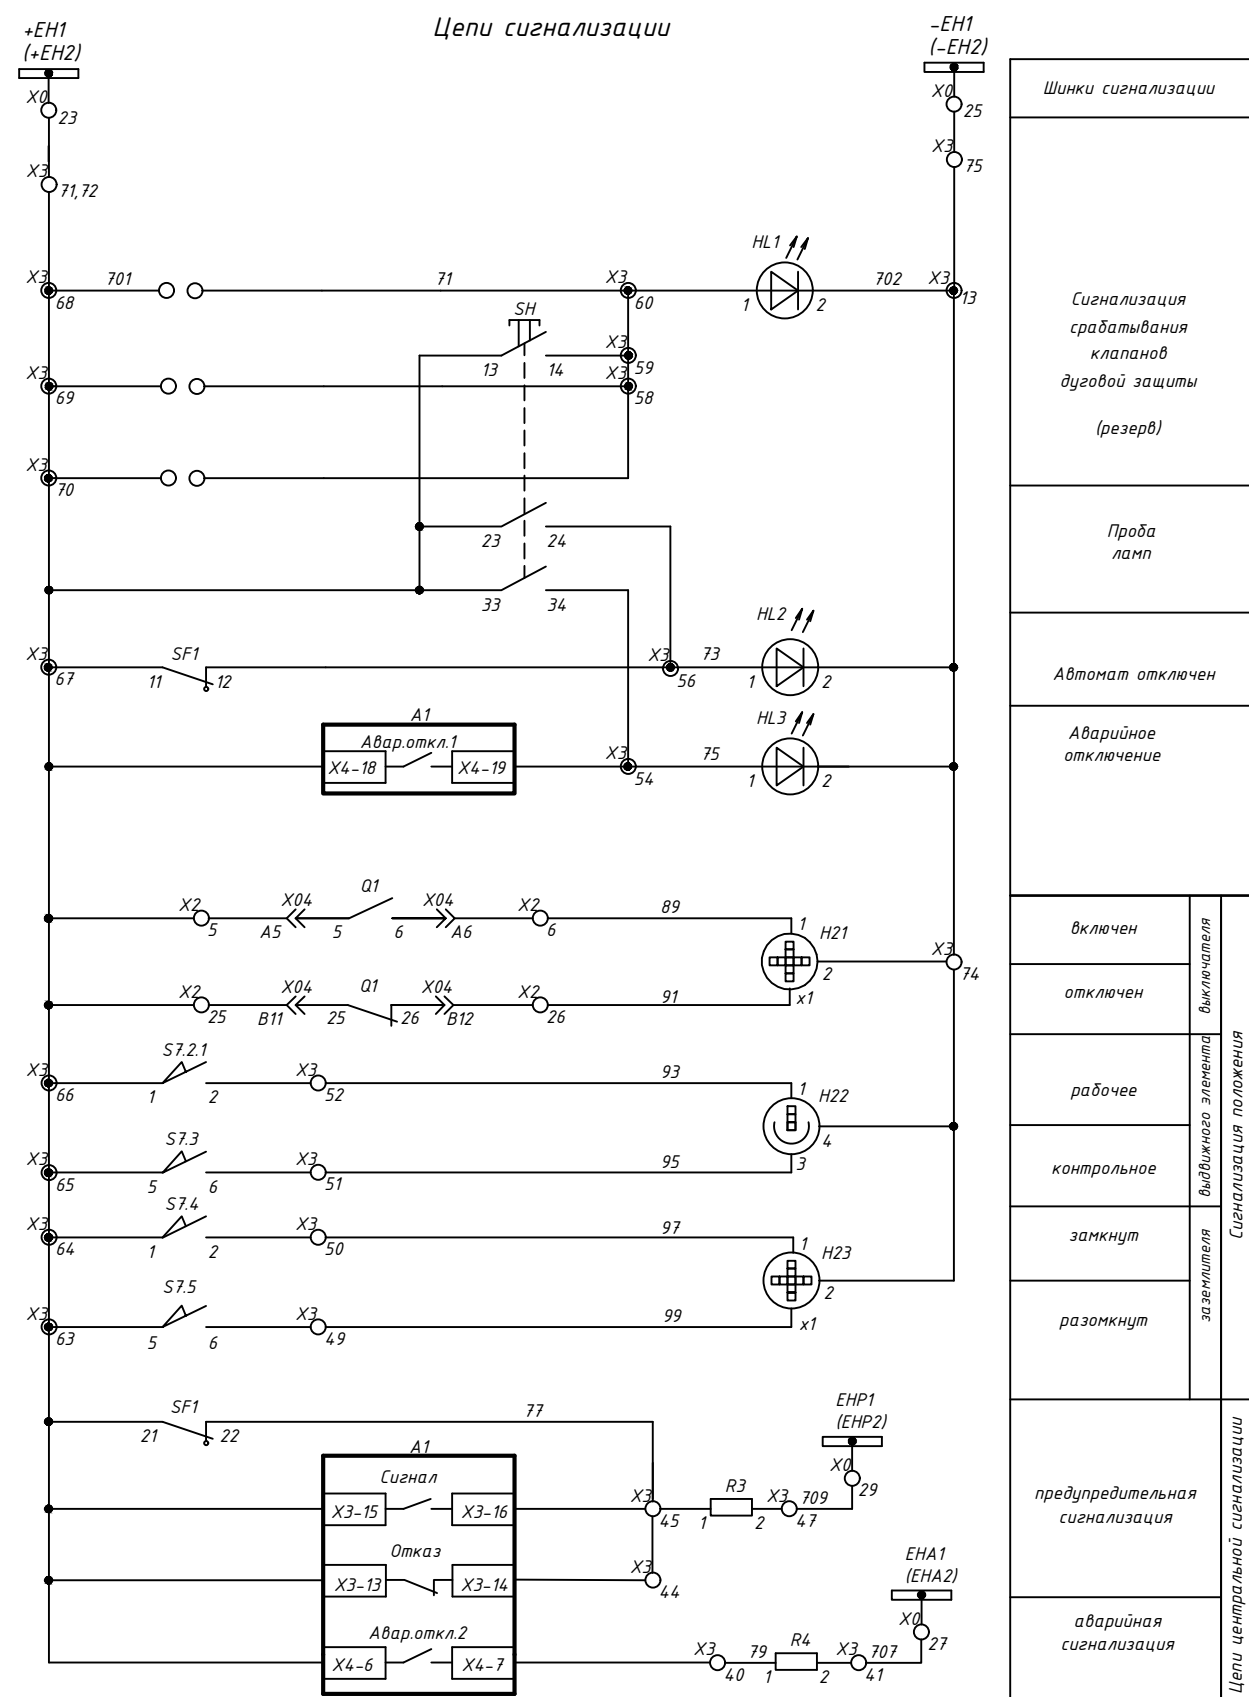 Цепи сигнализации
+EH1
(+EH2)
-EH1
(-EH2)
X0
23
X0
25
Шинки сигнализации
X3
71,72
X3
75
X3
68
701
71
X3
60
HL1
1
2
702
X3
13
Сигнализация
срабатывания
клапанов
дуговой защиты
(резерв)
SH
13
14
X3
59
X3
69
X3
58
X3
70
23
24
Проба
ламп
33
34
X3
67
SF1
11
12
X3
56
73
HL2
1
2
Автомат отключен
A1
Авар.откл.1
X4-18
X4-19
X3
54
75
HL3
1
2
Аварийное
отключение
X2
5
X04
A5
Q1
5
6
X04
A6
X2
6
89
1
H21
2
x1
X3
74
включен
X2
25
X04
B11
Q1
25
26
X04
B12
X2
26
91
отключен
выключателя
X3
66
S7.2.1
1
2
X3
52
93
1
H22
4
3
рабочее
X3
65
S7.3
5
6
X3
51
95
контрольное
выдвижного элемента
X3
64
S7.4
1
2
X3
50
97
1
H23
2
x1
замкнут
X3
63
S7.5
5
6
X3
49
99
разомкнут
заземлителя
Сигнализация положения
SF1
21
22
77
EHP1
(EHP2)
X0
29
A1
Сигнал
X3-15
X3-16
X3
45
R3
1
2
X3
47
709
предупредительная
сигнализация
Отказ
X3-13
X3-14
X3
44
EHA1
(EHA2)
X0
27
Авар.откл.2
X4-6
X4-7
X3
40
79
R4
1
2
X3
41
707
аварийная
сигнализация
Цепи центральной сигнализации